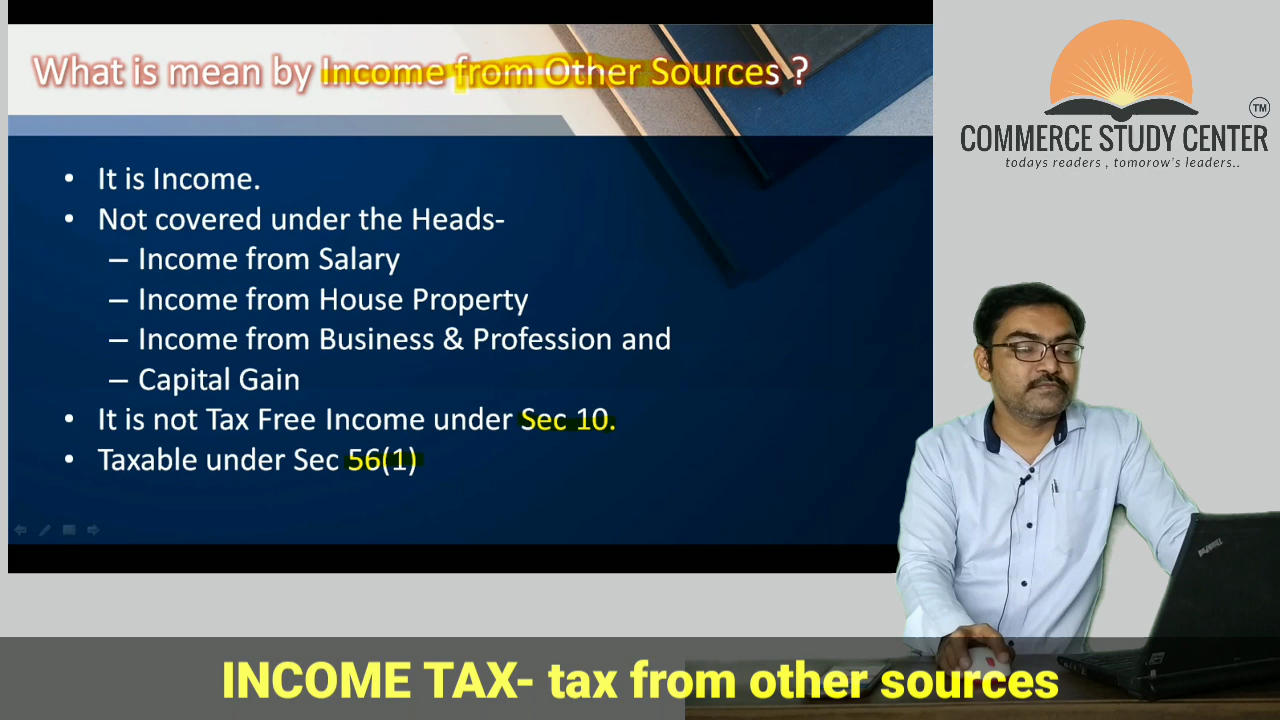 What is mean by Income from Other Sources ?
• It is Income.
• Not covered under the Heads-
– Income from Salary
– Income from House Property
– Income from Business & Profession and
– Capital Gain
• It is not Tax Free Income under Sec 10.
• Taxable under Sec 56(1)
TM
COMMERCE STUDY CENTER
todays readers , tomorow's leaders..
ThinkPad
INCOME TAX- tax from other sources